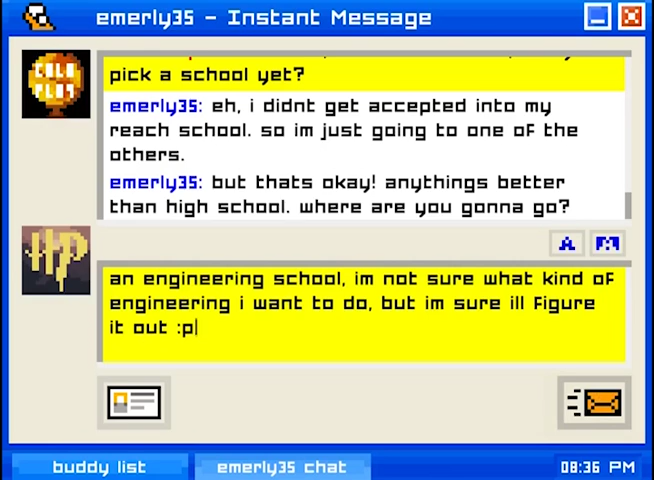 emerly35 - Instant Message
COLD
PLAY
pick a school yet?
emerly35: eh, i didnt get accepted into my
reach school. so im just going to one of the
others.
emerly35: but thats okay! anythings better
than high school. where are you gonna go?
A
HP
an engineering school, im not sure what kind of
engineering i want to do, but im sure ill figure
it out :p
buddy list
emerly35 chat
08:36 PM